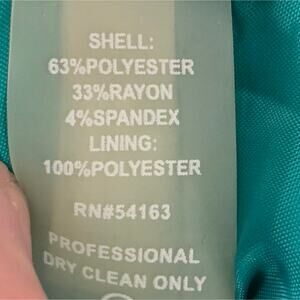 SHELL:
63%POLYESTER
33%RAYON
4%SPANDEX
LINING:
100%POLYESTER
RN#54163
PROFESSIONAL
DRY CLEAN ONLY